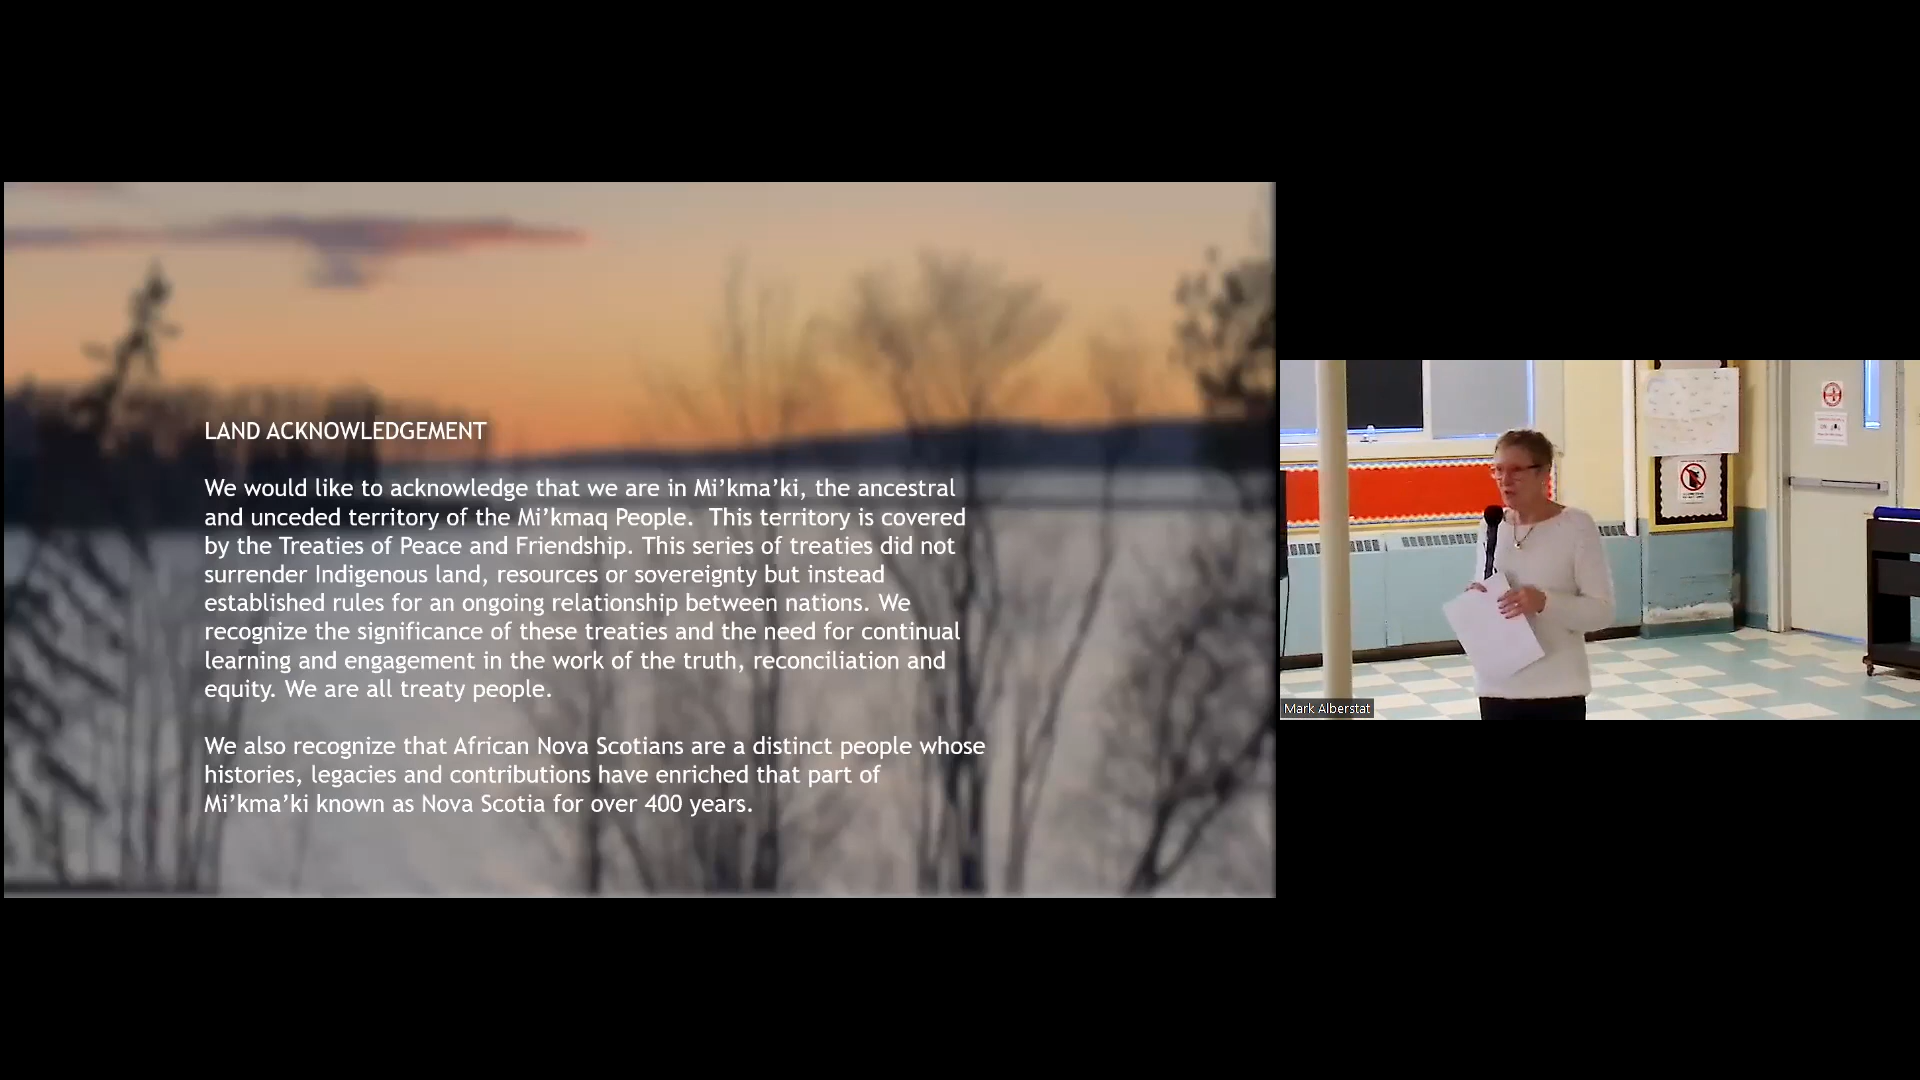 LAND ACKNOWLEDGEMENT
We would like to acknowledge that we are in Mi’kma’ki, the ancestral
and unceded territory of the Mi’kmaq People.  This territory is covered
by the Treaties of Peace and Friendship. This series of treaties did not
surrender Indigenous land, resources or sovereignty but instead
established rules for an ongoing relationship between nations. We
recognize the significance of these treaties and the need for continual
learning and engagement in the work of the truth, reconciliation and
equity. We are all treaty people.
We also recognize that African Nova Scotians are a distinct people whose
histories, legacies and contributions have enriched that part of
Mi’kma’ki known as Nova Scotia for over 400 years.
Mark Alberstat